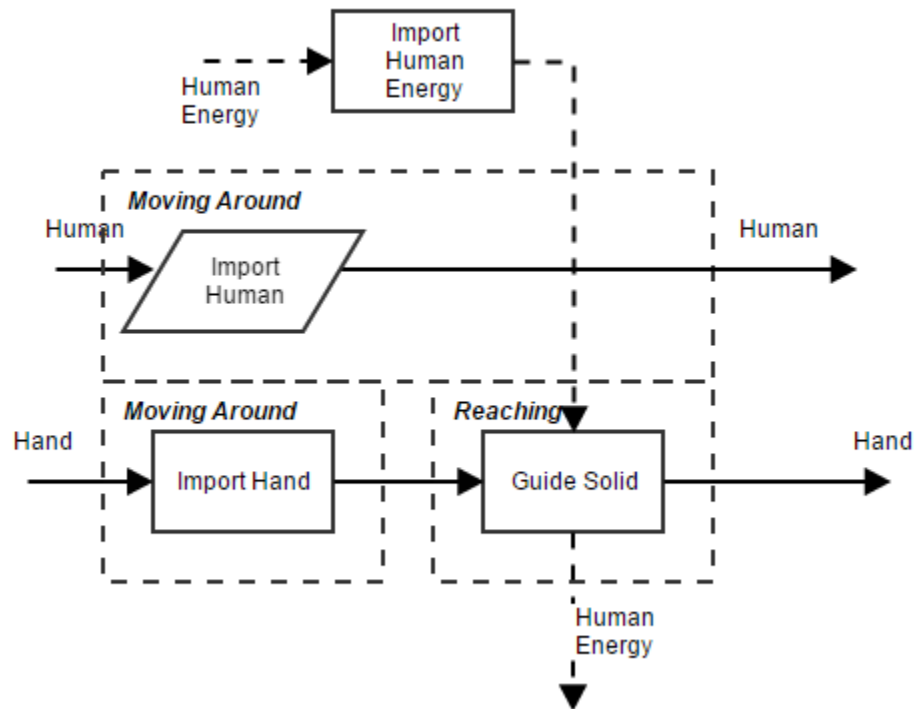 Import
Human
Energy
Human
Energy
Moving Around
Human
Import
Human
Human
Moving Around
Reaching
Hand
Import Hand
Guide Solid
Hand
Human
Energy